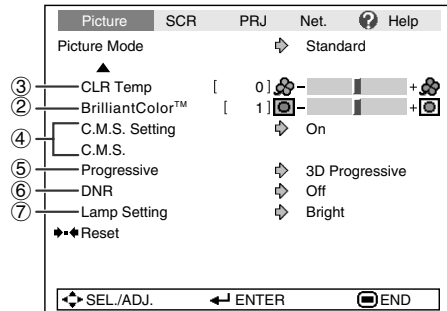 Picture SCR PRJ Net. ? Help
Picture Mode Standard
③ CLR Temp [ 0] − +
② BrilliantColor™ [ 1] − +
④ C.M.S. Setting On
C.M.S.
⑤ Progressive 3D Progressive
⑥ DNR Off
⑦ Lamp Setting Bright
Reset
SEL./ADJ. ENTER END